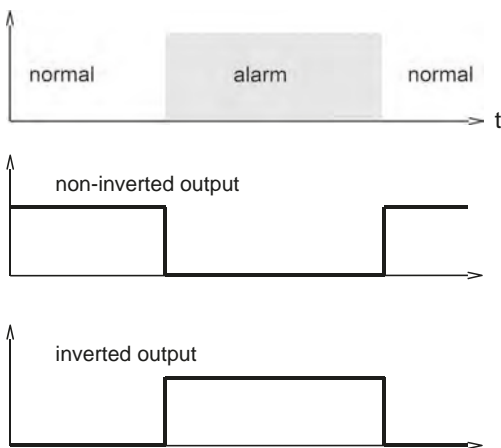 normal
alarm
normal
t
non-inverted output
inverted output